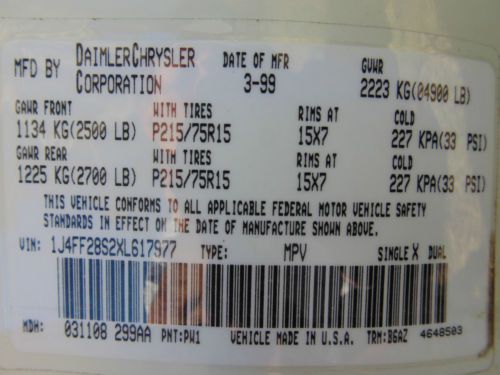 MFD BY DAIMLERCHRYSLER CORPORATION DATE OF MFR 3-99 GVWR 2223 KG(04900 LB)
GAWR FRONT WITH TIRES RIMS AT COLD
1134 KG(2500 LB) P215/75R15 15X7 227 KPA(33 PSI)
GAWR REAR WITH TIRES RIMS AT COLD
1225 KG(2700 LB) P215/75R15 15X7 227 KPA(33 PSI)
THIS VEHICLE CONFORMS TO ALL APPLICABLE FEDERAL MOTOR VEHICLE SAFETY
STANDARDS IN EFFECT ON THE DATE OF MANUFACTURE SHOWN ABOVE.
VIN: 1J4FF28S2XL617977 TYPE: MPV SINGLE X DUAL
MDH: 031108 299AA PNT:PW1 VEHICLE MADE IN U.S.A. TRM:B6AZ 4648503